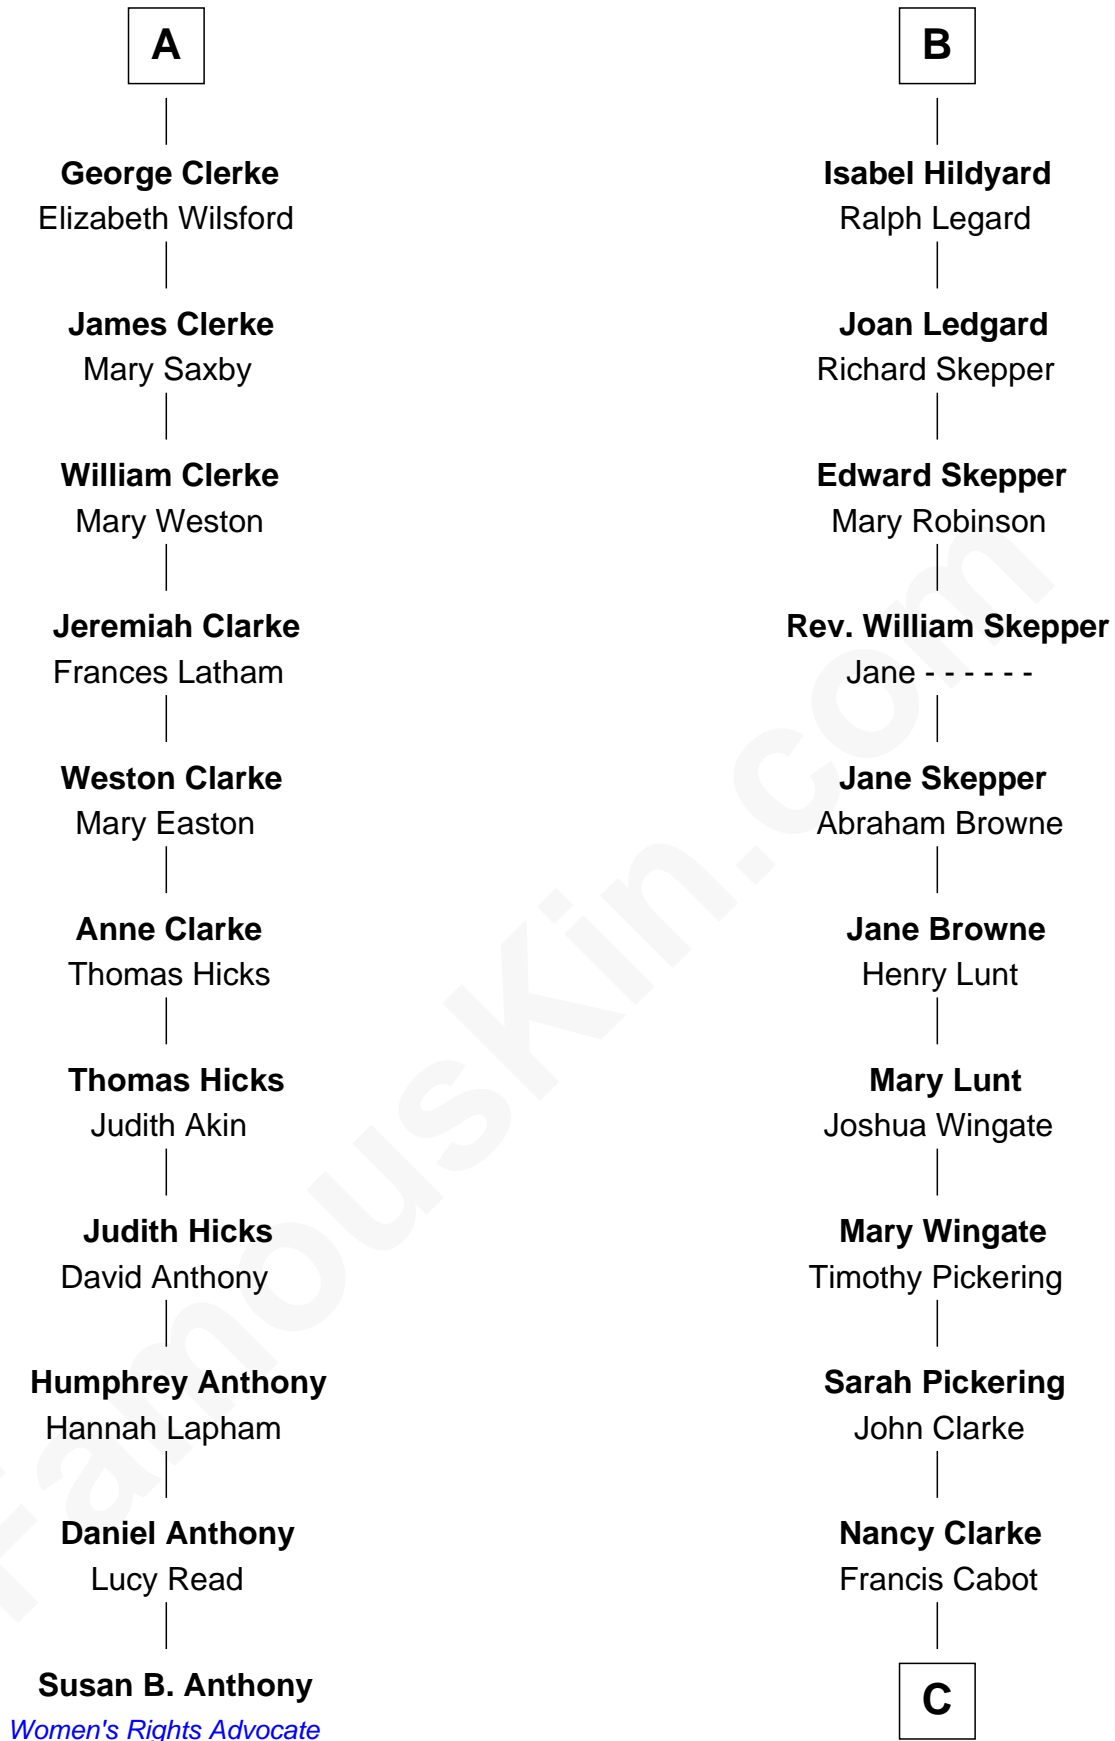 A
George Clerke
Elizabeth Wilsford
James Clerke
Mary Saxby
William Clerke
Mary Weston
Jeremiah Clarke
Frances Latham
Weston Clarke
Mary Easton
Anne Clarke
Thomas Hicks
Thomas Hicks
Judith Akin
Judith Hicks
David Anthony
Humphrey Anthony
Hannah Lapham
Daniel Anthony
Lucy Read
Susan B. Anthony
Women's Rights Advocate
B
Isabel Hildyard
Ralph Legard
Joan Ledgard
Richard Skepper
Edward Skepper
Mary Robinson
Rev. William Skepper
Jane - - - - - -
Jane Skepper
Abraham Browne
Jane Browne
Henry Lunt
Mary Lunt
Joshua Wingate
Mary Wingate
Timothy Pickering
Sarah Pickering
John Clarke
Nancy Clarke
Francis Cabot
C
FamousKin.com